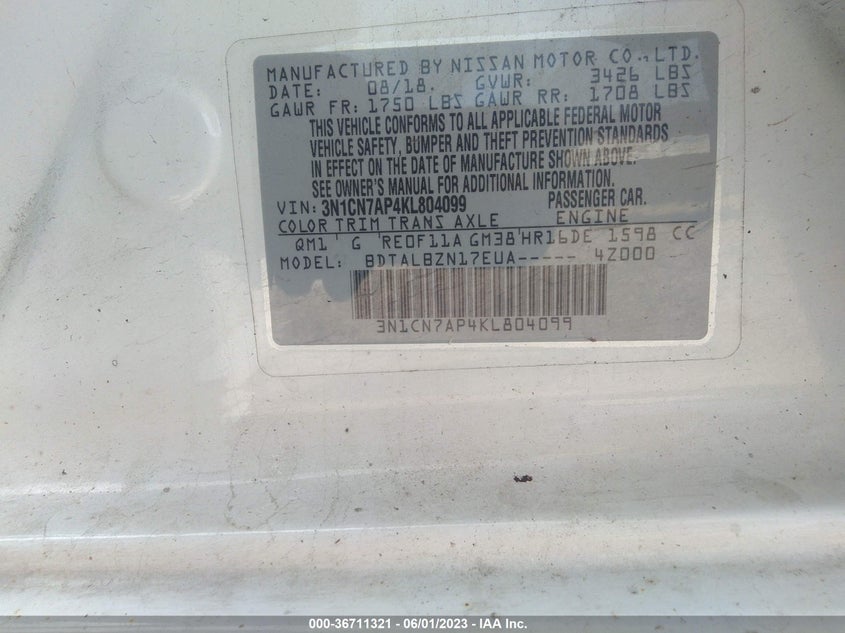 MANUFACTURED BY NISSAN MOTOR CO., LTD.
DATE: 08/18. GVWR: 3426 LBS
GAWR FR: 1750 LBS GAWR RR: 1708 LBS
THIS VEHICLE CONFORMS TO ALL APPLICABLE FEDERAL MOTOR
VEHICLE SAFETY, BUMPER AND THEFT PREVENTION STANDARDS
IN EFFECT ON THE DATE OF MANUFACTURE SHOWN ABOVE.
SEE OWNER'S MANUAL FOR ADDITIONAL INFORMATION.
VIN: 3N1CN7AP4KL804099 PASSENGER CAR.
COLOR TRIM TRANS AXLE ENGINE
QM1 ' G ' RE0F11A GM38 ' HR16DE 1598 CC
MODEL: BDTALBZN17EUA----- 4Z000
3N1CN7AP4KL804099
000-36711321 / 06/01/2023 - IAA Inc.